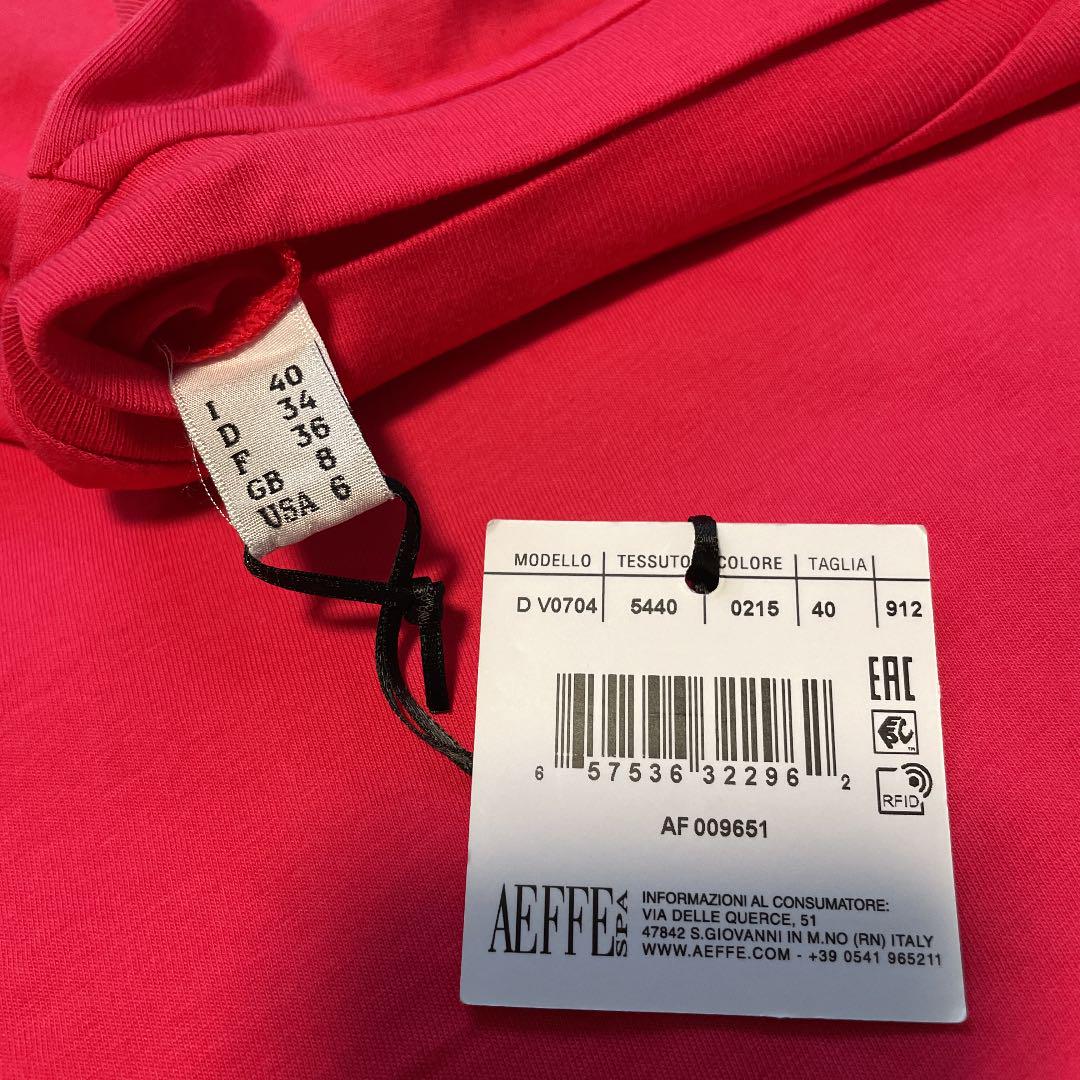 I 40
D 34
F 36
GB 8
USA 6
MODELLO TESSUTO COLORE TAGLIA
D V0704 5440 0215 40 912
EAC
EPC
TM
RFID
6 57536 32296 2
AF 009651
AEFFE SPA
INFORMAZIONI AL CONSUMATORE:
VIA DELLE QUERCE, 51
47842 S.GIOVANNI IN M.NO (RN) ITALY
WWW.AEFFE.COM - +39 0541 965211